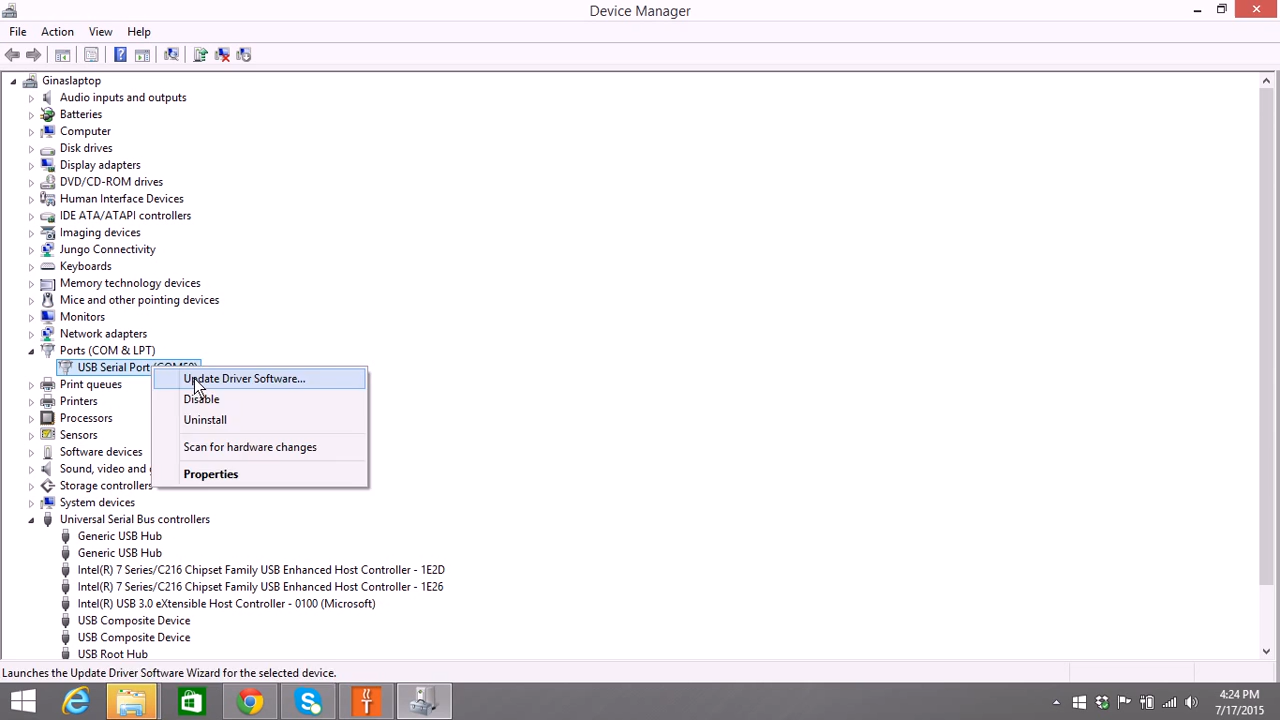 Device Manager
File Action View Help
Ginaslaptop
Audio inputs and outputs
Batteries
Computer
Disk drives
Display adapters
DVD/CD-ROM drives
Human Interface Devices
IDE ATA/ATAPI controllers
Imaging devices
Jungo Connectivity
Keyboards
Memory technology devices
Mice and other pointing devices
Monitors
Network adapters
Ports (COM & LPT)
USB Serial Port
Update Driver Software...
Disable
Uninstall
Scan for hardware changes
Properties
Print queues
Printers
Processors
Sensors
Software devices
Sound, video and
Storage controllers
System devices
Universal Serial Bus controllers
Generic USB Hub
Generic USB Hub
Intel(R) 7 Series/C216 Chipset Family USB Enhanced Host Controller - 1E2D
Intel(R) 7 Series/C216 Chipset Family USB Enhanced Host Controller - 1E26
Intel(R) USB 3.0 eXtensible Host Controller - 0100 (Microsoft)
USB Composite Device
USB Composite Device
USB Root Hub
Launches the Update Driver Software Wizard for the selected device.
4:24 PM
7/17/2015